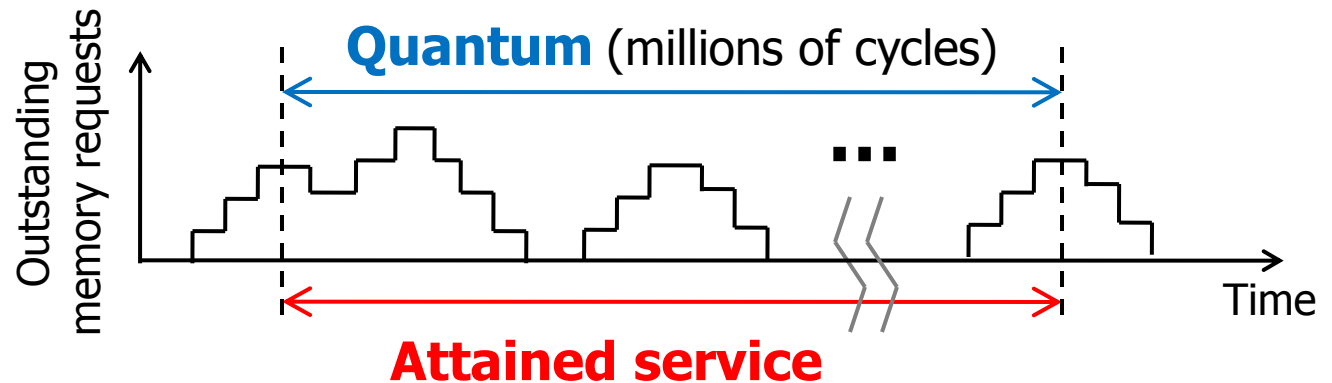 Quantum (millions of cycles)
Outstanding
memory requests
...
Time
Attained service